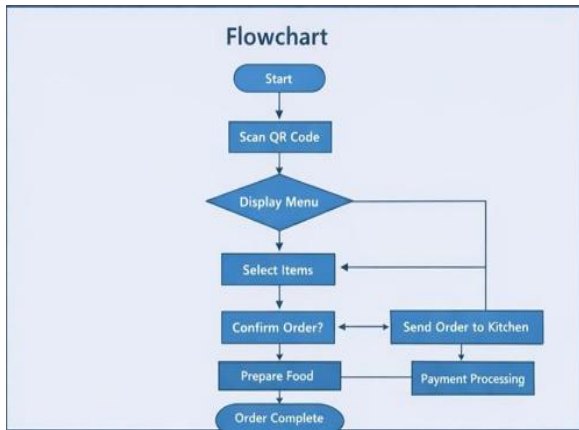 Flowchart
Start
Scan QR Code
Display Menu
Select Items
Confirm Order?
Send Order to Kitchen
Prepare Food
Payment Processing
Order Complete